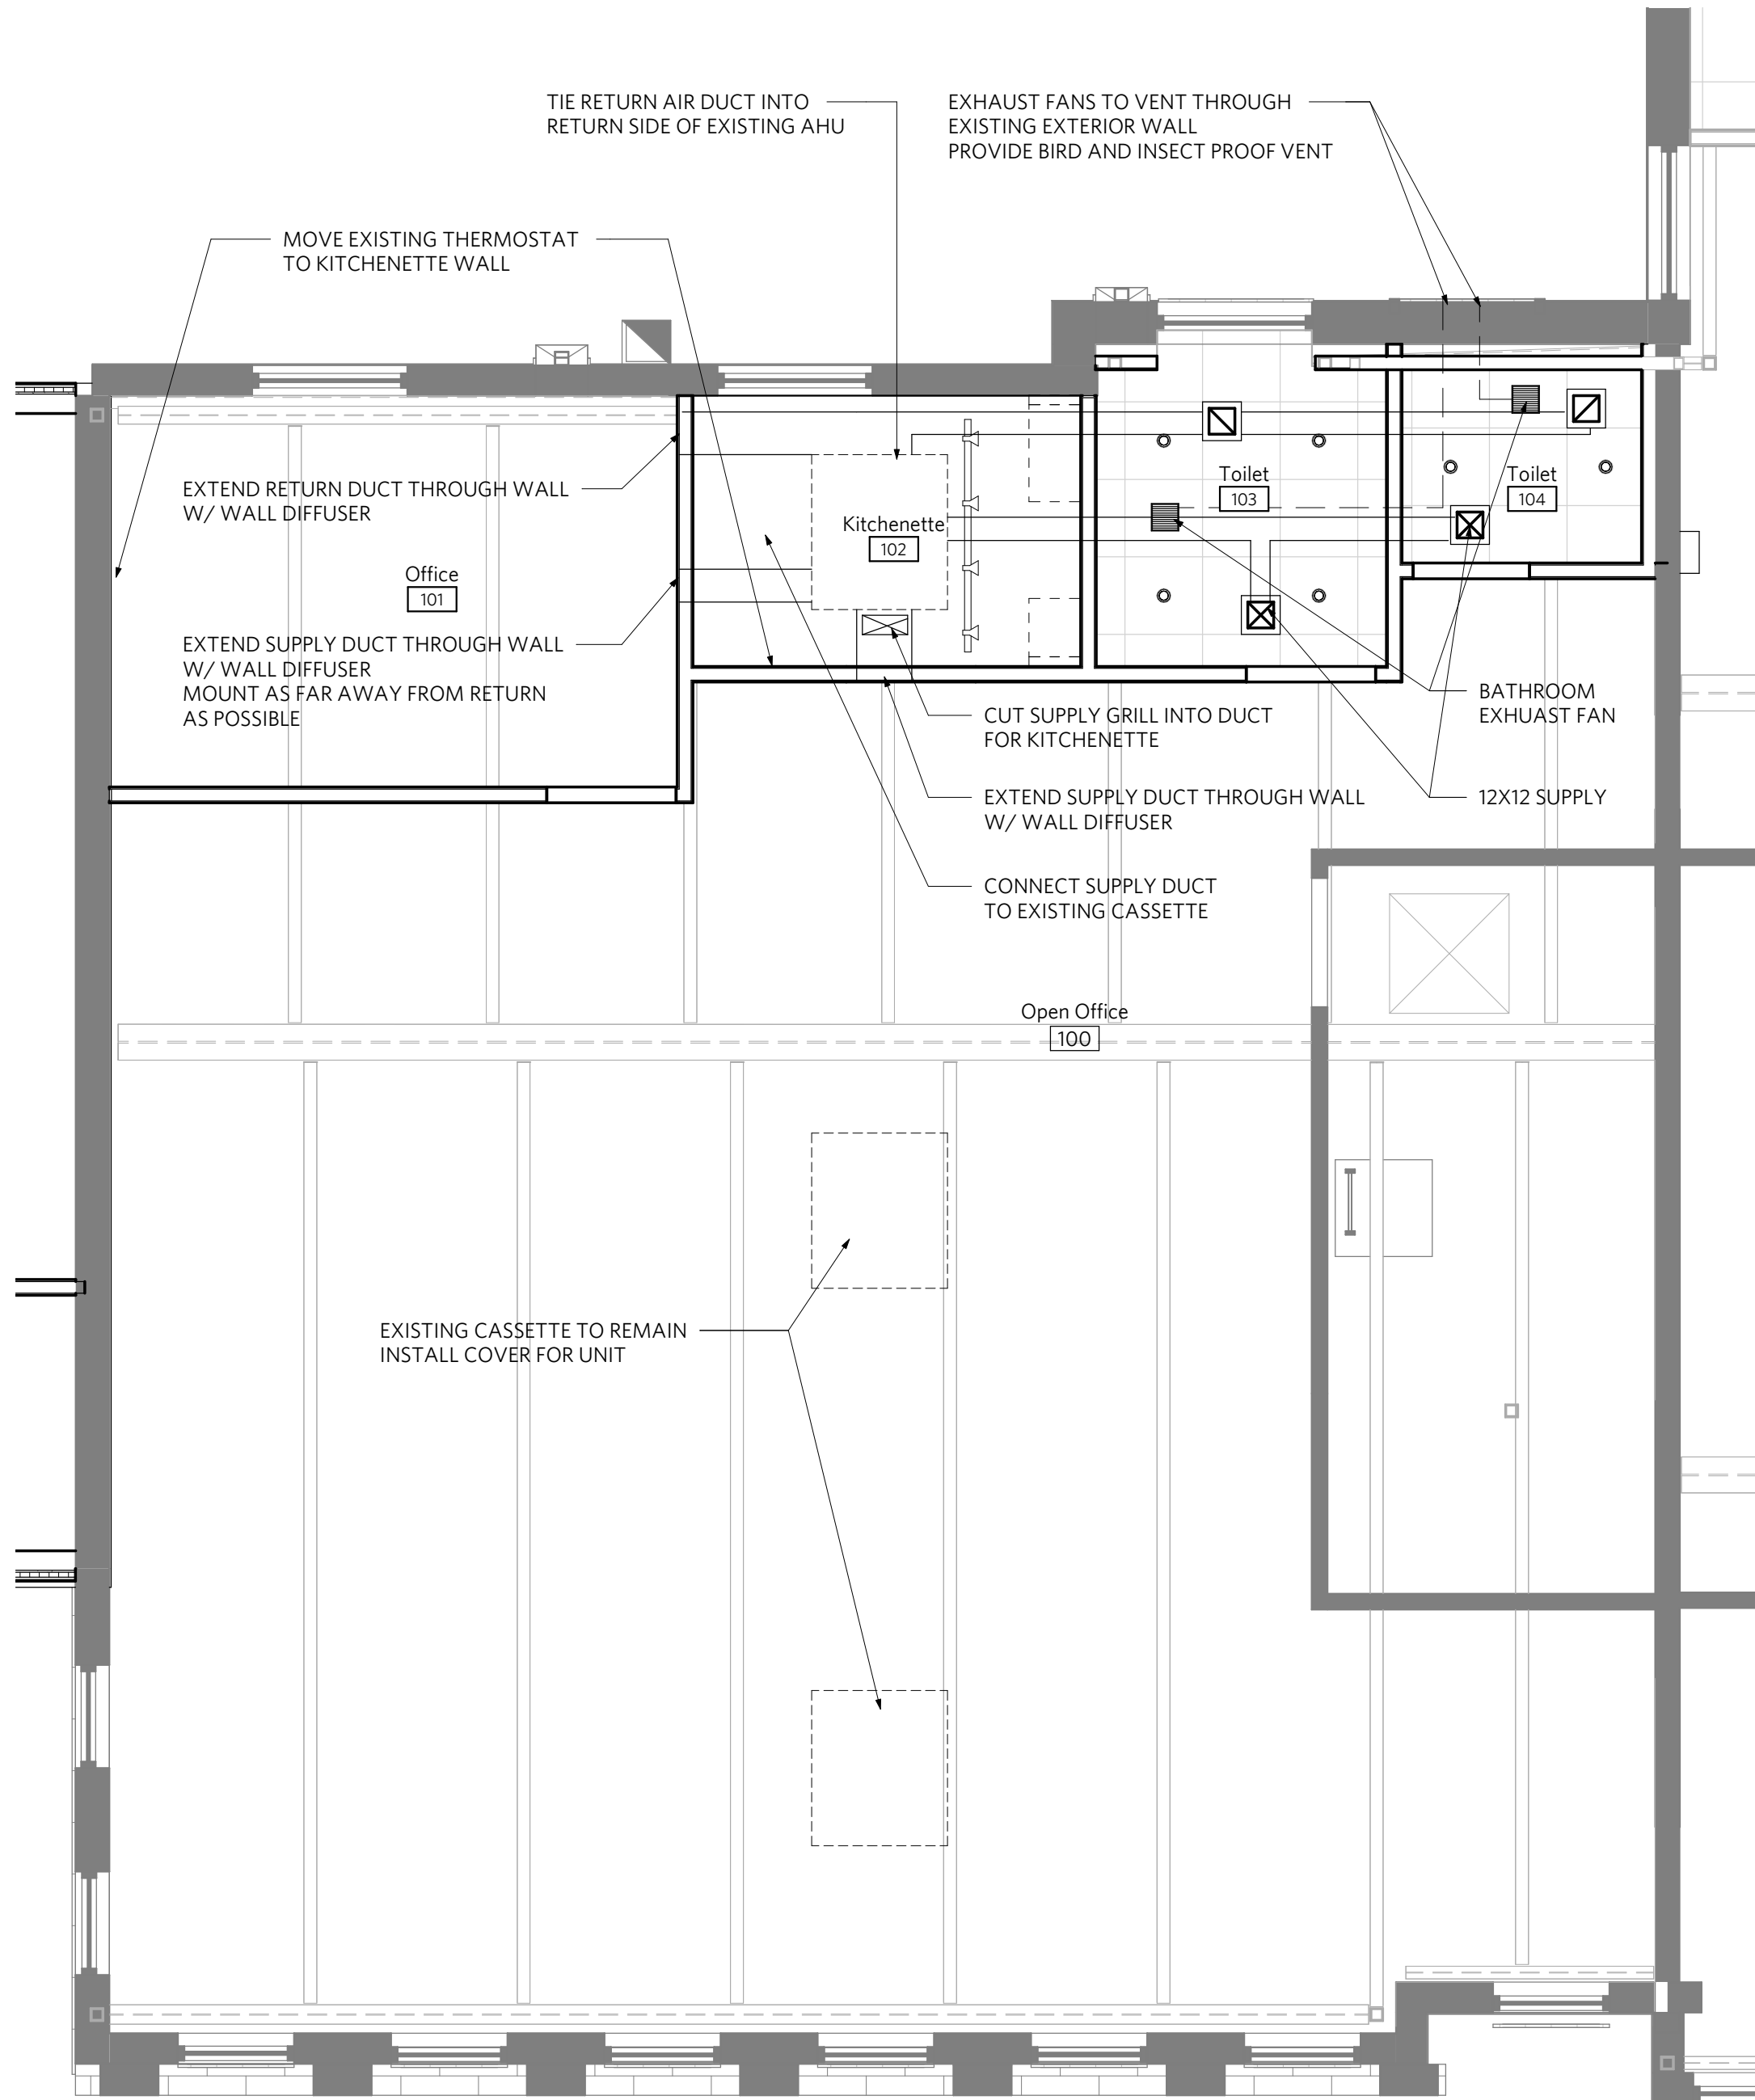 TIE RETURN AIR DUCT INTO
RETURN SIDE OF EXISTING AHU
EXHAUST FANS TO VENT THROUGH
EXISTING EXTERIOR WALL
PROVIDE BIRD AND INSECT PROOF VENT
MOVE EXISTING THERMOSTAT
TO KITCHENETTE WALL
EXTEND RETURN DUCT THROUGH WALL
W/ WALL DIFFUSER
Kitchenette
102
Toilet
103
Toilet
104
Office
101
EXTEND SUPPLY DUCT THROUGH WALL
W/ WALL DIFFUSER
MOUNT AS FAR AWAY FROM RETURN
AS POSSIBLE
CUT SUPPLY GRILL INTO DUCT
FOR KITCHENETTE
BATHROOM
EXHUAST FAN
EXTEND SUPPLY DUCT THROUGH WALL
W/ WALL DIFFUSER
12X12 SUPPLY
CONNECT SUPPLY DUCT
TO EXISTING CASSETTE
Open Office
100
EXISTING CASSETTE TO REMAIN
INSTALL COVER FOR UNIT